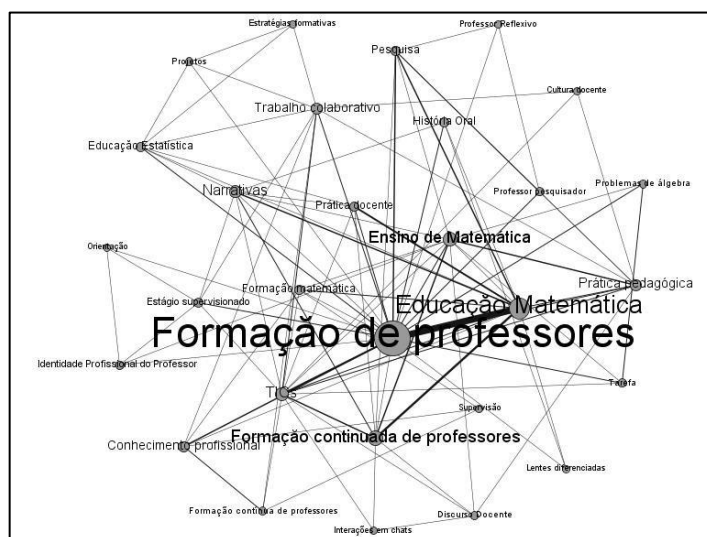 Estratégias formativas
Professor Reflexivo
Pesquisa
Projetos
Cultura docente
Trabalho colaborativo
História Oral
Educação Estatística
Narrativas
Professor pesquisador
Problemas de álgebra
Prática docente
Ensino de Matemática
Orientação
Formação matemática
Prática pedagógica
Estágio supervisionado
Educação Matemática
Formação de professores
Identidade Profissional do Professor
Tarefa
Supervisão
Formação continuada de professores
Conhecimento profissional
Lentes diferenciadas
Formação contínua de professores
Discurso Docente
Interações em chats